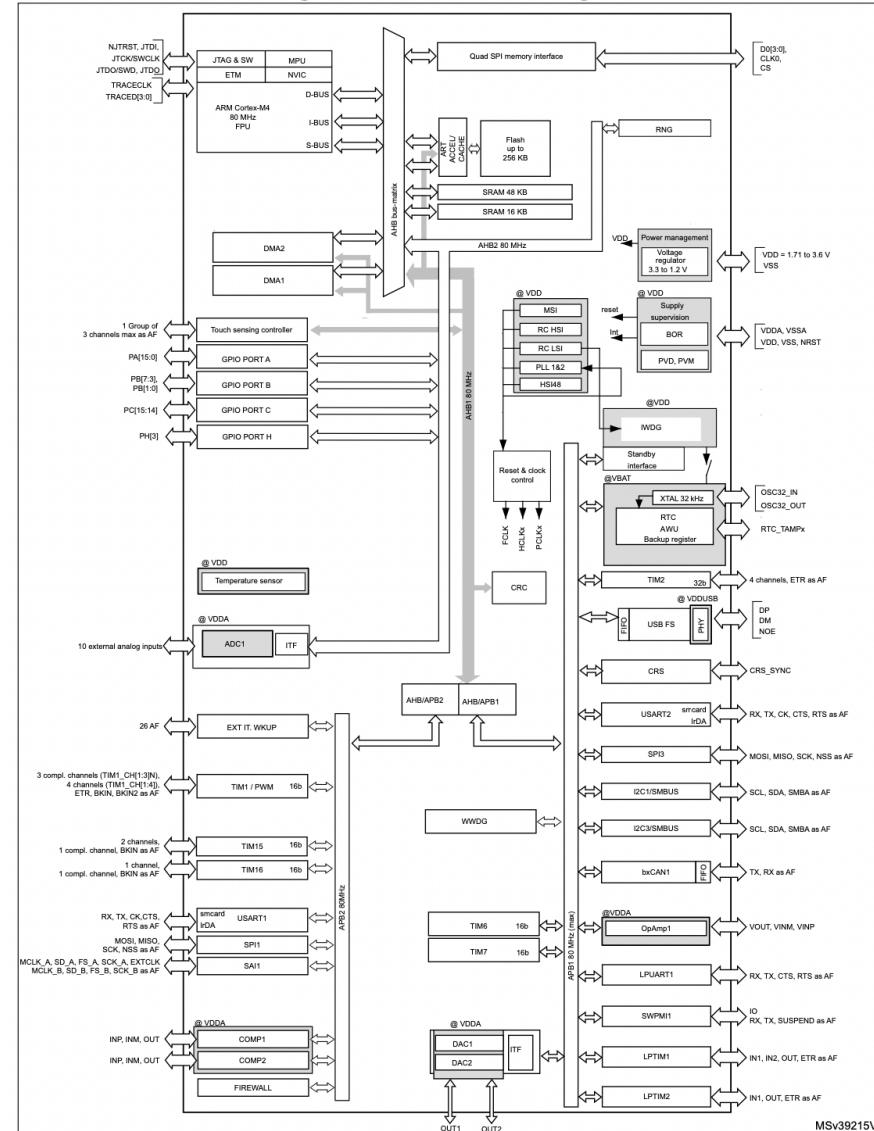 NJTRST, JTDI,
JTCK/SWCLK
JTDO/SWD, JTDO
TRACECLK
TRACED[3:0]
JTAG & SW
MPU
ETM
NVIC
ARM Cortex-M4
80 MHz
FPU
D-BUS
I-BUS
S-BUS
AHB bus-matrix
Quad SPI memory interface
D0[3:0],
CLK0,
CS
ART
ACCEL/
CACHE
Flash
up to
256 KB
RNG
SRAM 48 KB
SRAM 16 KB
AHB2 80 MHz
DMA2
DMA1
VDD
Power management
Voltage
regulator
3.3 to 1.2 V
VDD = 1.71 to 3.6 V
VSS
@ VDD
MSI
RC HSI
RC LSI
PLL 1&2
HSI48
@ VDD
reset
Int
Supply
supervision
BOR
PVD, PVM
VDDA, VSSA
VDD, VSS, NRST
1 Group of
3 channels max as AF
Touch sensing controller
PA[15:0]
GPIO PORT A
PB[7:3],
PB[1:0]
GPIO PORT B
PC[15:14]
GPIO PORT C
PH[3]
GPIO PORT H
AHB1 80 MHz
@VDD
IWDG
Standby
interface
Reset & clock
control
FCLK
HCLKx
PCLKx
@VBAT
XTAL 32 kHz
RTC
AWU
Backup register
OSC32_IN
OSC32_OUT
RTC_TAMPx
@ VDD
Temperature sensor
CRC
TIM2
32b
4 channels, ETR as AF
@ VDDUSB
FIFO
USB FS
PHY
DP
DM
NOE
@ VDDA
10 external analog inputs
ADC1
ITF
CRS
CRS_SYNC
AHB/APB2
AHB/APB1
26 AF
EXT IT. WKUP
USART2
smcard
IrDA
RX, TX, CK, CTS, RTS as AF
SPI3
MOSI, MISO, SCK, NSS as AF
3 compl. channels (TIM1_CH[1:3]N),
4 channels (TIM1_CH[1:4]),
ETR, BKIN, BKIN2 as AF
TIM1 / PWM
16b
I2C1/SMBUS
SCL, SDA, SMBA as AF
WWDG
I2C3/SMBUS
SCL, SDA, SMBA as AF
2 channels,
1 compl. channel, BKIN as AF
TIM15
16b
1 channel,
1 compl. channel, BKIN as AF
TIM16
16b
bxCAN1
FIFO
TX, RX as AF
APB2 80MHz
APB1 80 MHz (max)
RX, TX, CK,CTS,
RTS as AF
smcard
IrDA
USART1
MOSI, MISO,
SCK, NSS as AF
SPI1
MCLK_A, SD_A, FS_A, SCK_A, EXTCLK
MCLK_B, SD_B, FS_B, SCK_B as AF
SAI1
TIM6
16b
TIM7
16b
@VDDA
OpAmp1
VOUT, VINM, VINP
LPUART1
RX, TX, CTS, RTS as AF
SWPMI1
IO
RX, TX, SUSPEND as AF
@ VDDA
INP, INM, OUT
COMP1
INP, INM, OUT
COMP2
FIREWALL
@ VDDA
DAC1
DAC2
ITF
OUT1
OUT2
LPTIM1
IN1, IN2, OUT, ETR as AF
LPTIM2
IN1, OUT, ETR as AF